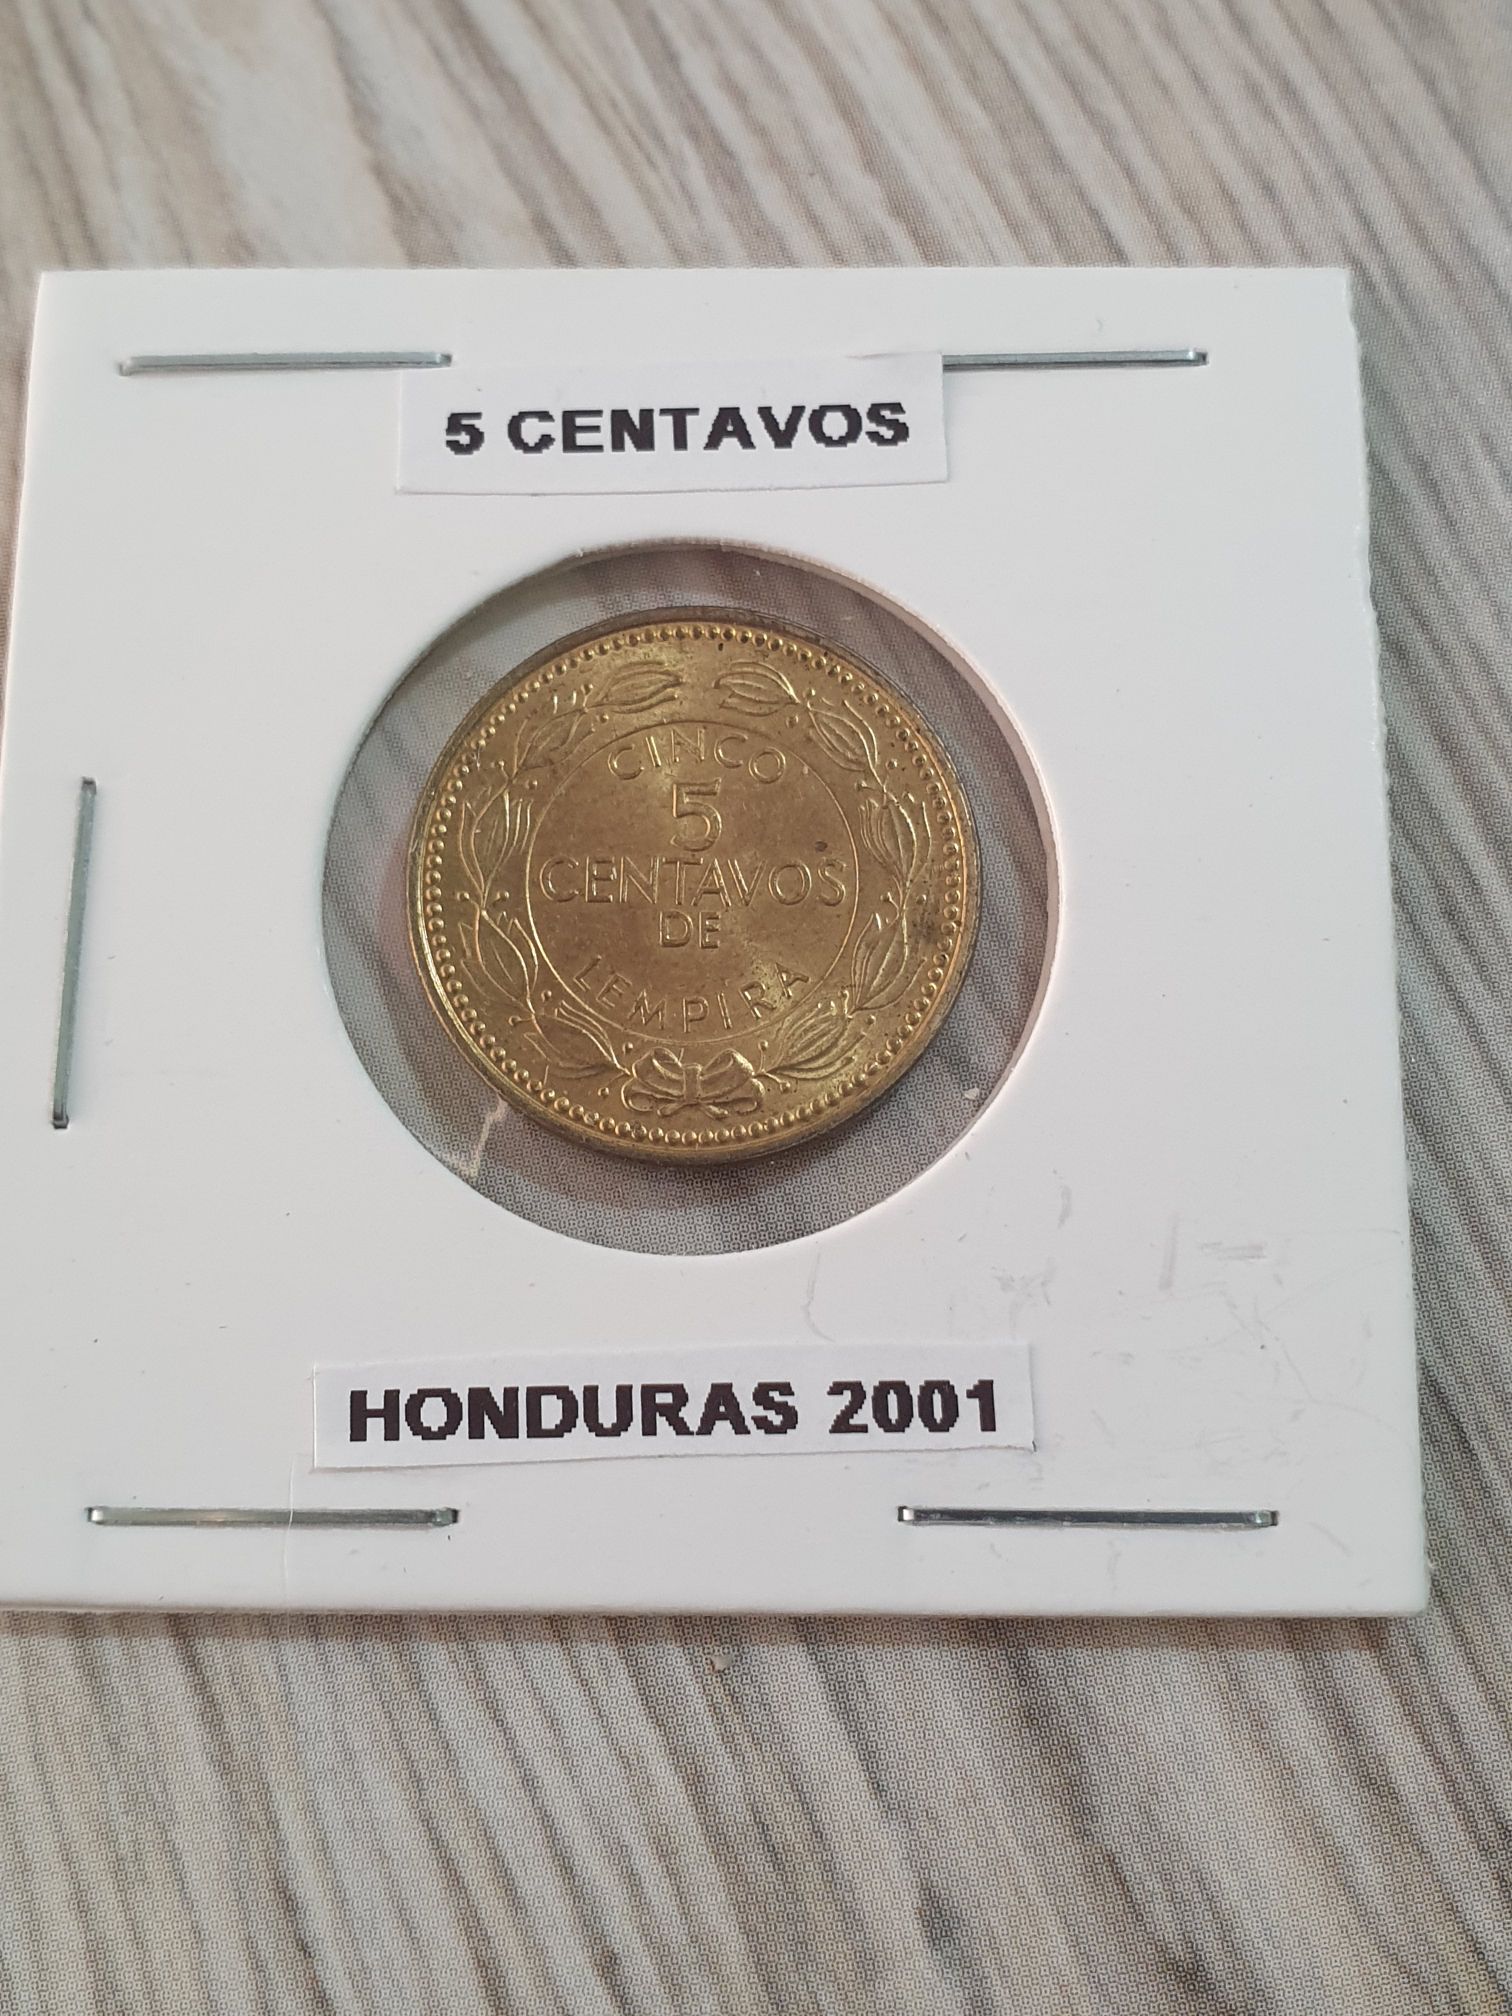 5 CENTAVOS
CINCO
5
CENTAVOS
DE
LEMPIRA
HONDURAS 2001